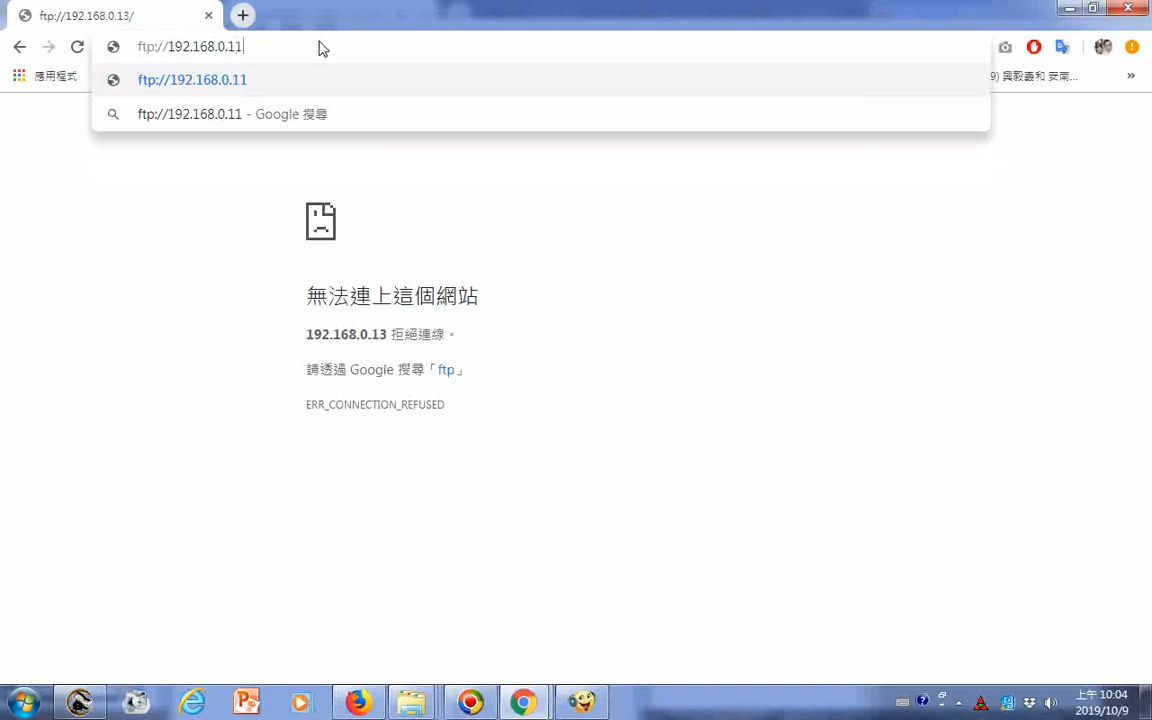 ftp://192.168.0.13/
ftp://192.168.0.11
應用程式
9) 興毅蟲和 安南...
ftp://192.168.0.11
ftp://192.168.0.11 - Google 搜尋
無法連上這個網站
192.168.0.13 拒絕連線。
請透過 Google 搜尋「ftp」
ERR_CONNECTION_REFUSED
上午 10:04
2019/10/9